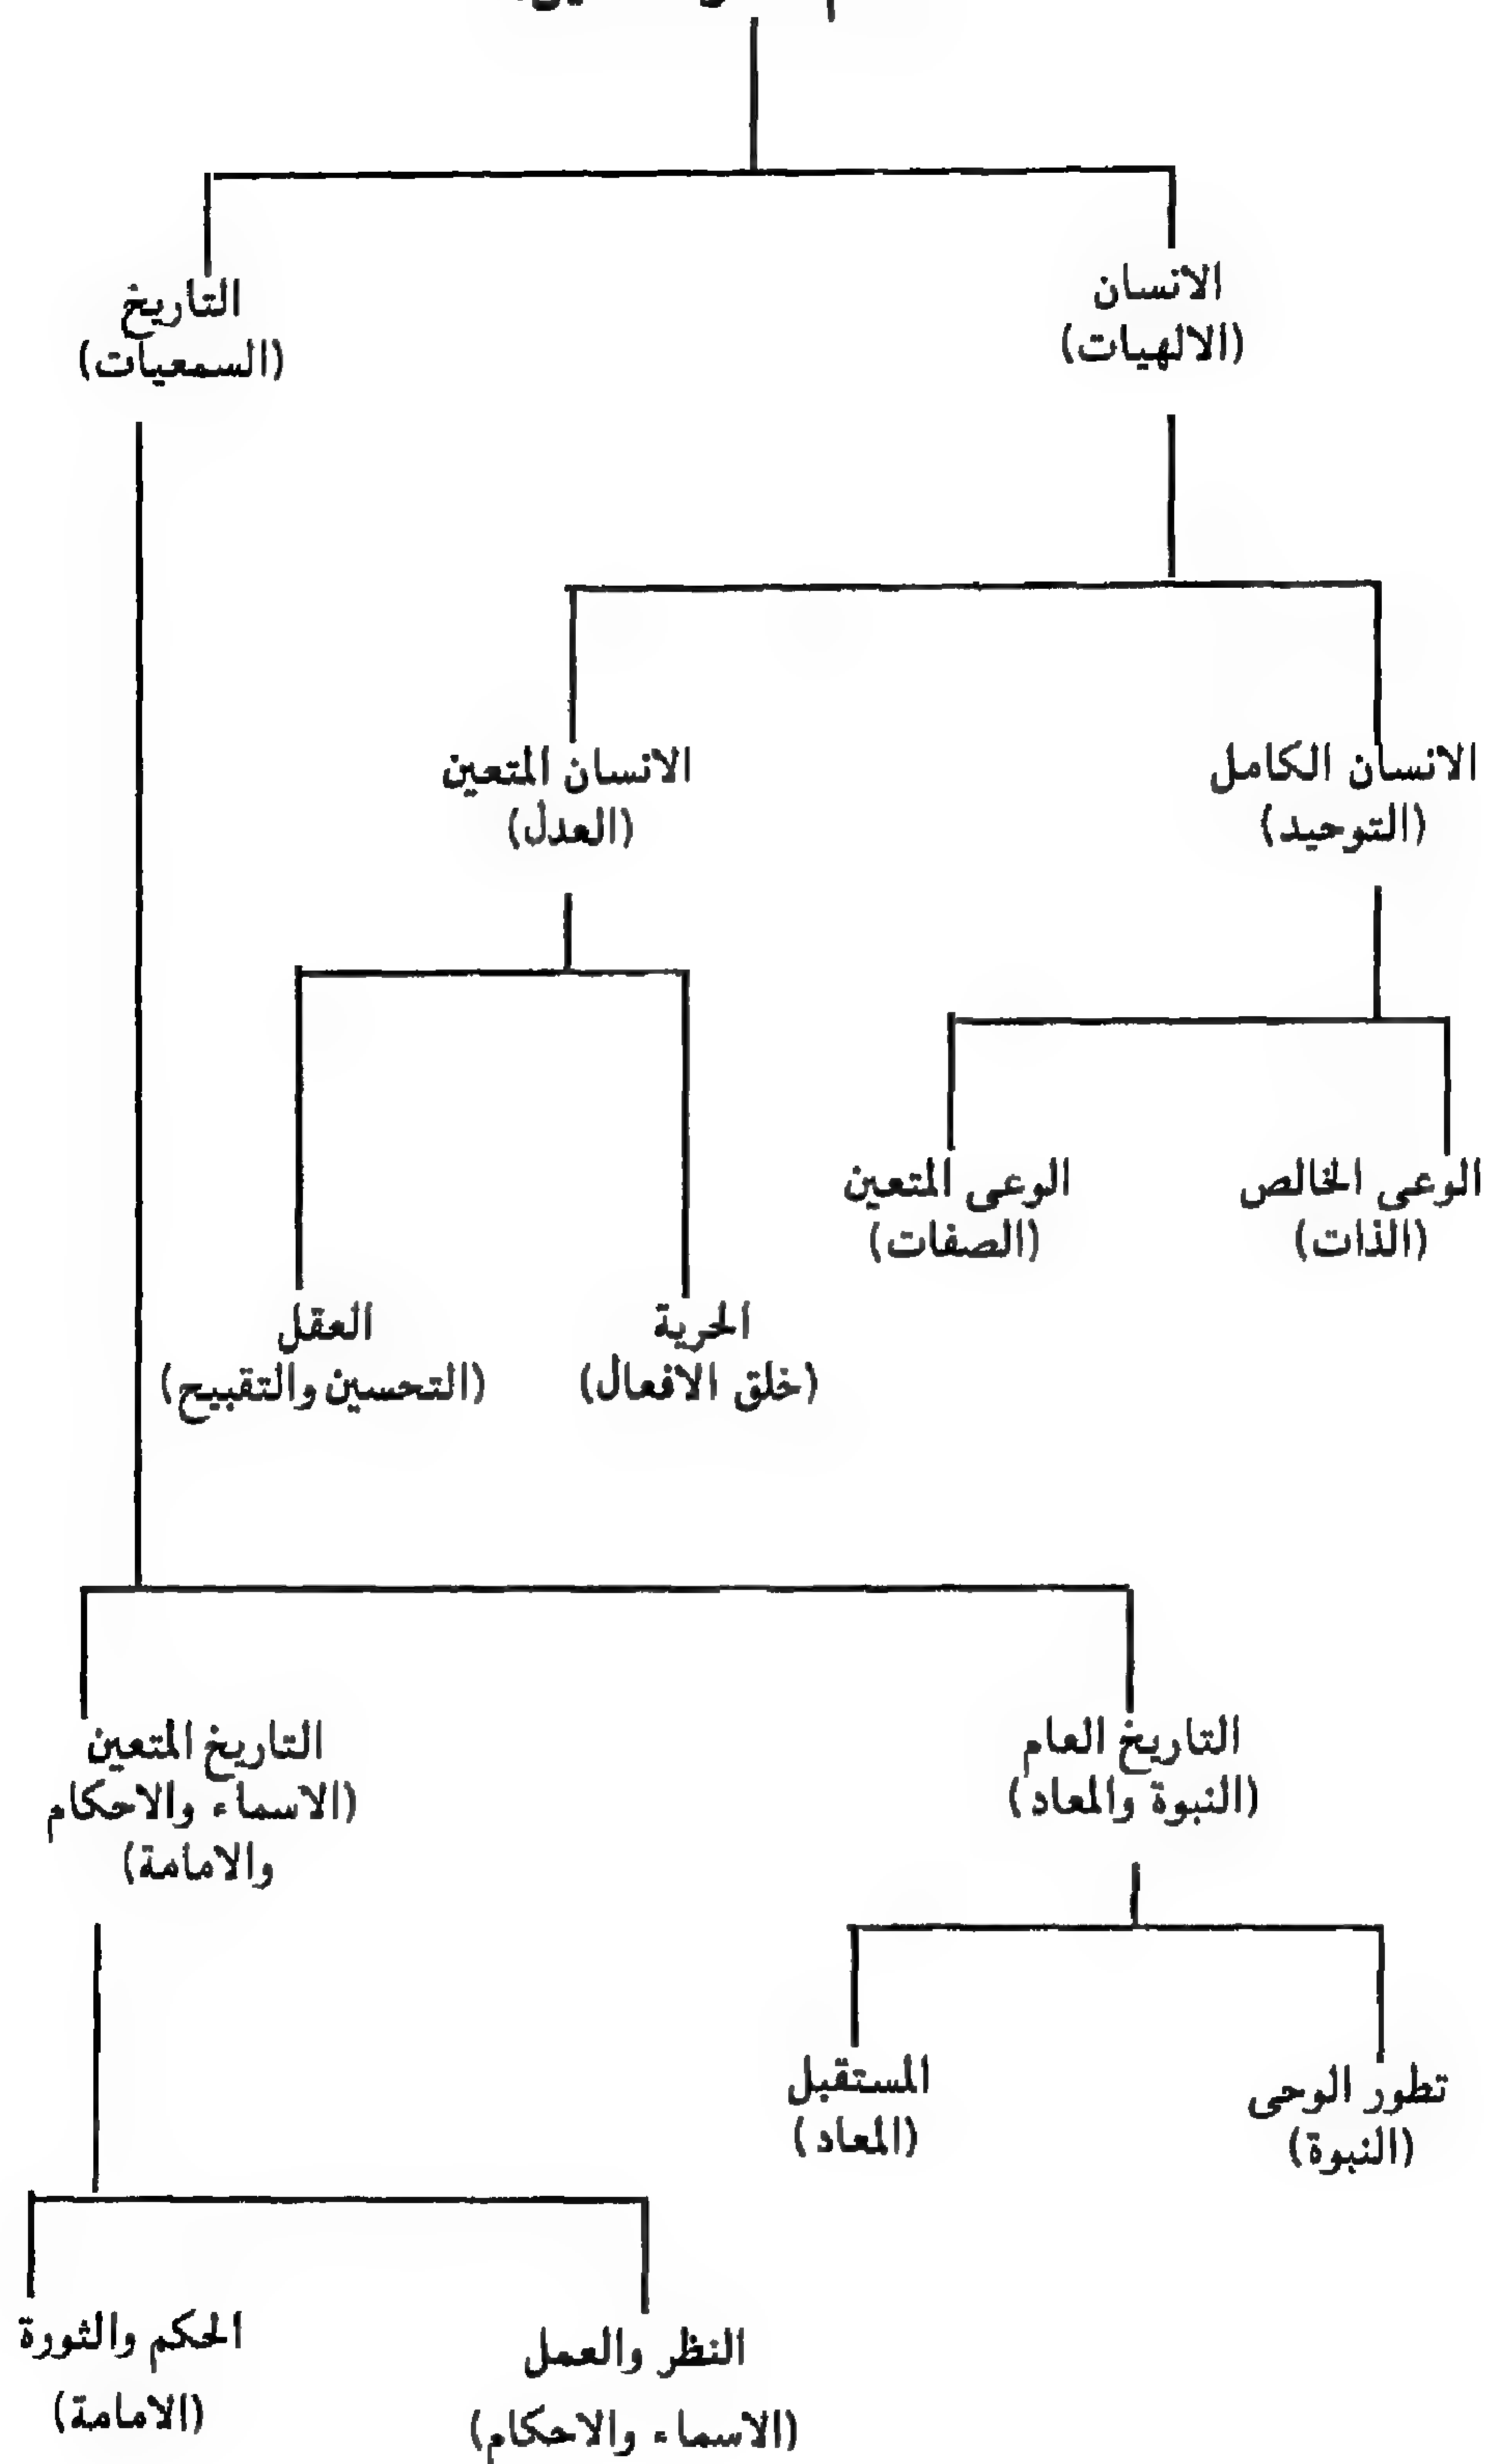 الانسان
(الالهيات)
التاريخ
(السمعيات)
الانسان الكامل
(التوحيد)
الانسان المتعين
(العدل)
الوعى الخالص
(الذات)
الوعى المتعين
(الصفات)
الحرية
(خلق الافعال)
العقل
(التحسين والتقبيح)
التاريخ العام
(النبوة والمعاد)
التاريخ المتعين
(الاسماء والاحكام
والامامة)
تطور الوحى
(النبوة)
المستقبل
(المعاد)
النظر والعمل
(الاسماء والاحكام)
الحكم والثورة
(الامامة)